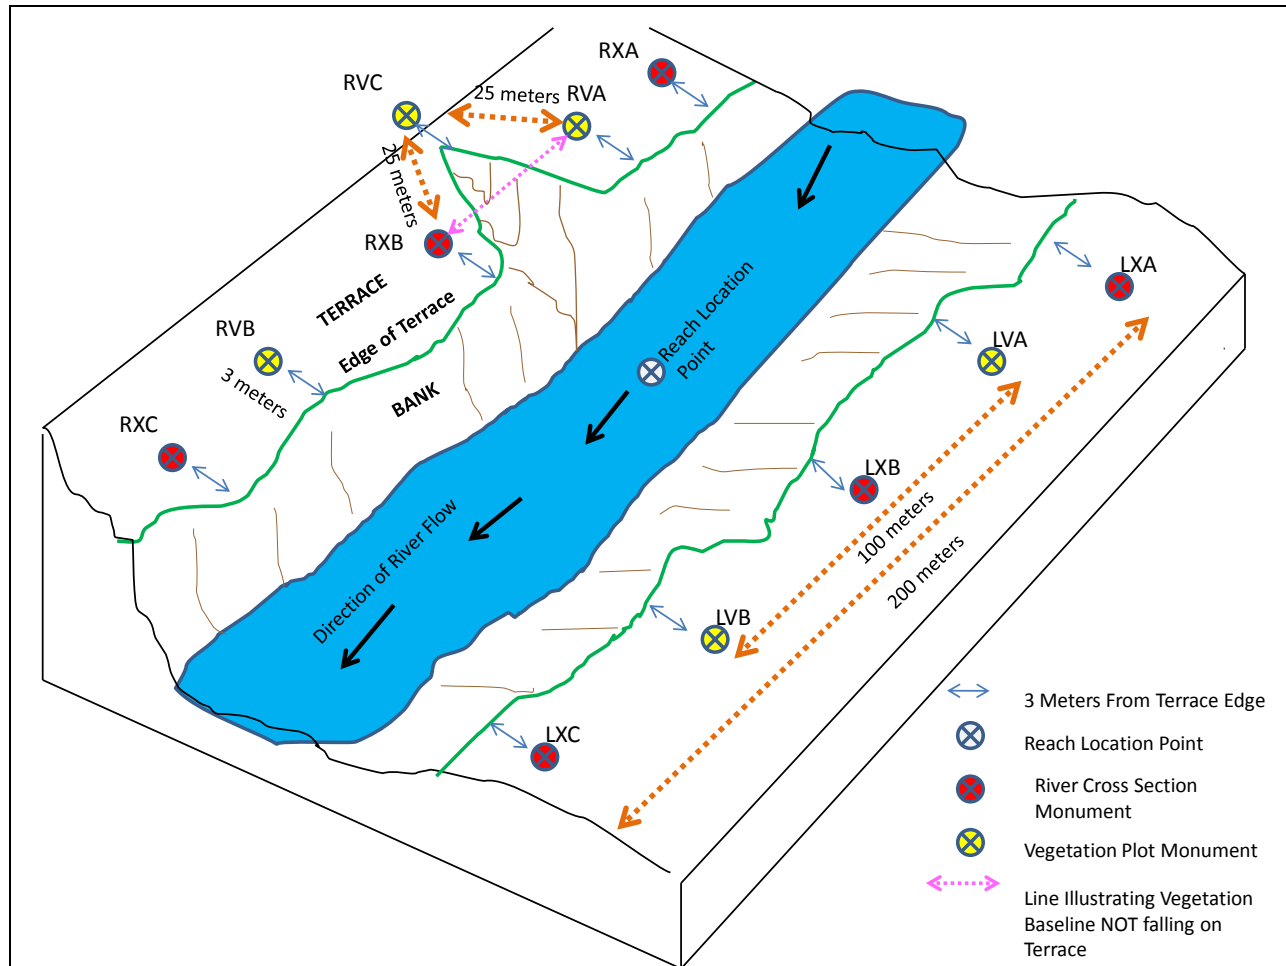 RXA
RVC
25 meters
RVA
25 meters
RXB
TERRACE
Edge of Terrace
BANK
RVB
3 meters
RXC
Reach Location
Point
Direction of River Flow
LXA
LVA
LXB
100 meters
200 meters
LVB
LXC
3 Meters From Terrace Edge
Reach Location Point
River Cross Section
Monument
Vegetation Plot Monument
Line Illustrating Vegetation
Baseline NOT falling on
Terrace